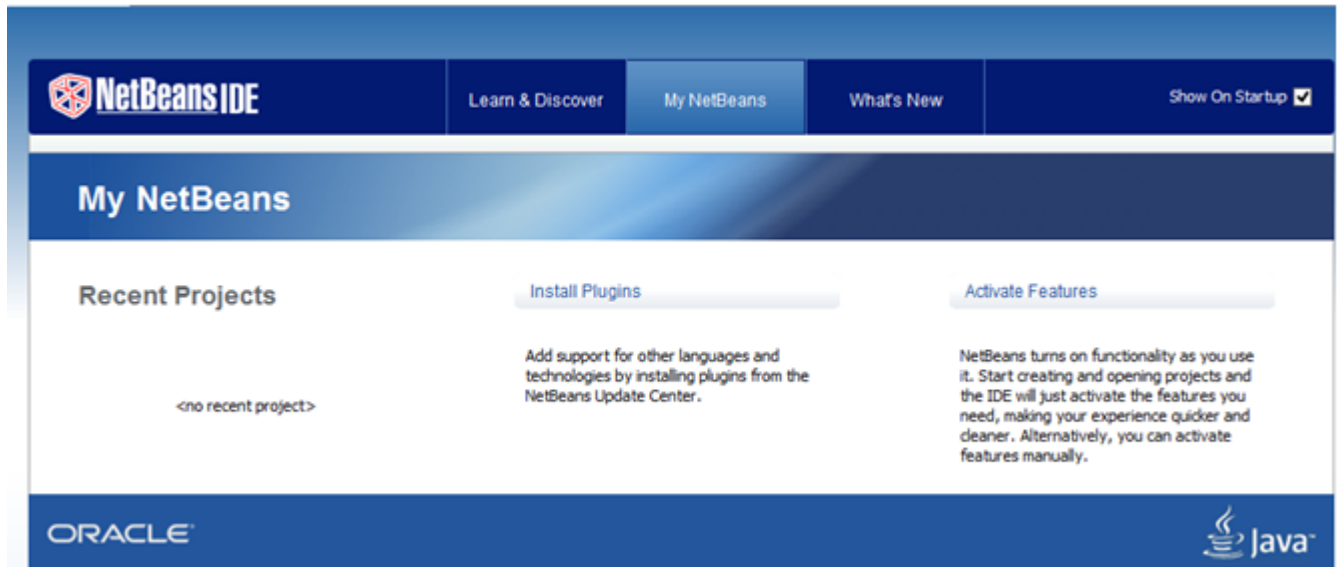 NetBeans IDE
Learn & Discover
My NetBeans
What's New
Show On Startup
My NetBeans
Recent Projects
<no recent project>
Install Plugins
Add support for other languages and
technologies by installing plugins from the
NetBeans Update Center.
Activate Features
NetBeans turns on functionality as you use
it. Start creating and opening projects and
the IDE will just activate the features you
need, making your experience quicker and
cleaner. Alternatively, you can activate
features manually.
ORACLE
Java